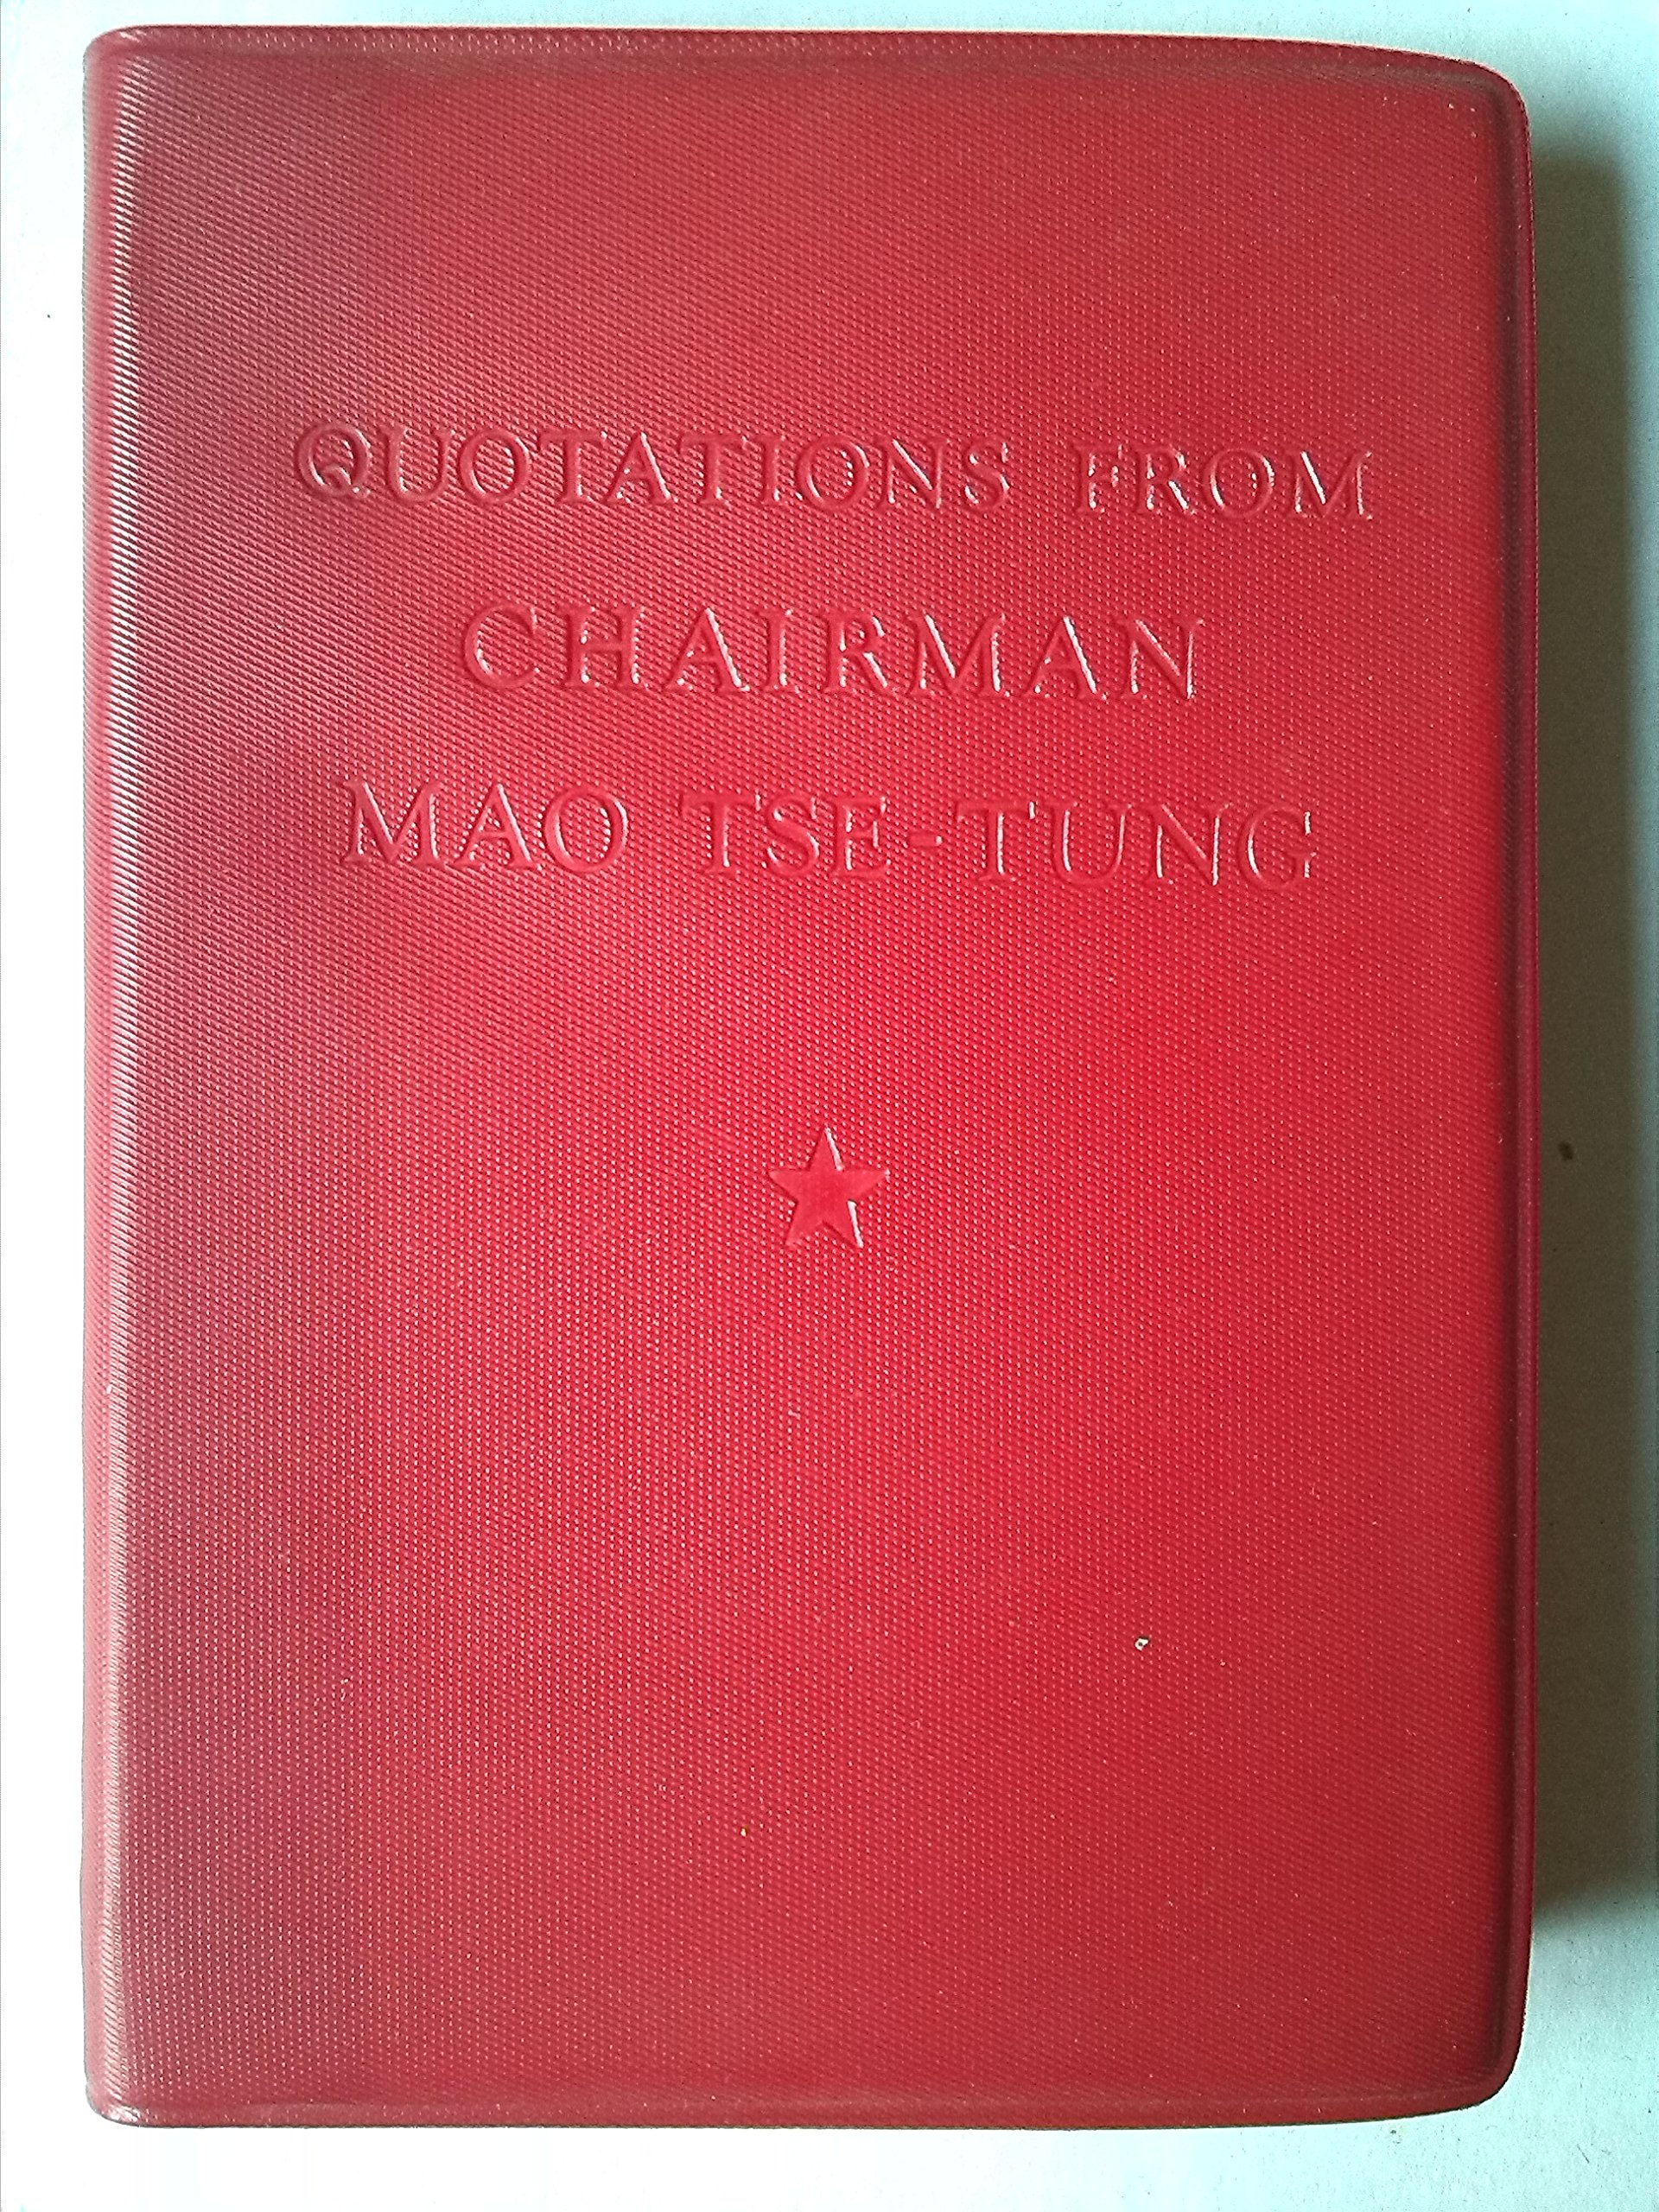 QUOTATIONS FROM
CHAIRMAN
MAO TSE-TUNG